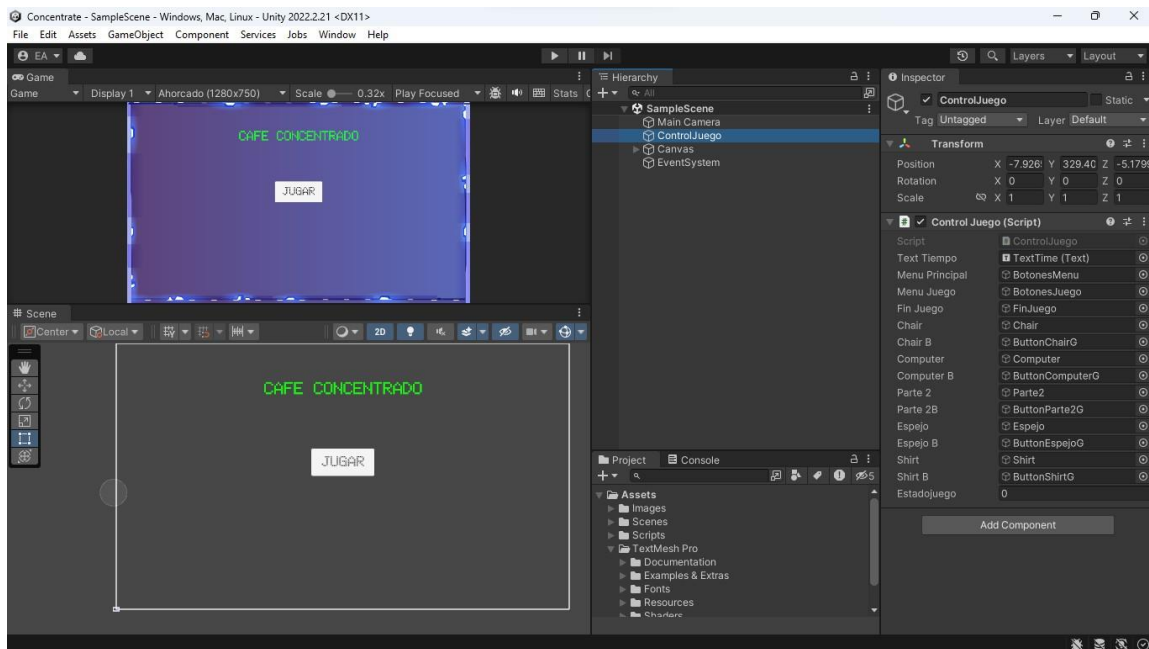 Concentrate - SampleScene - Windows, Mac, Linux - Unity 2022.2.21 <DX11>
File Edit Assets GameObject Component Services Jobs Window Help
EA Layers Layout
Game
Game Display 1 Ahorcado (1280x750) Scale 0.32x Play Focused Stats
CAFE CONCENTRADO
JUGAR
Scene
Center Local 2D
CAFE CONCENTRADO
JUGAR
Hierarchy
All
SampleScene
Main Camera
ControlJuego
Canvas
EventSystem
Project Console
5
Assets
Images
Scenes
Scripts
TextMesh Pro
Documentation
Examples & Extras
Fonts
Resources
Shaders
Inspector
ControlJuego Static
Tag Untagged Layer Default
Transform
Position X -7.926 Y 329.40 Z -5.179
Rotation X 0 Y 0 Z 0
Scale X 1 Y 1 Z 1
Control Juego (Script)
Script ControlJuego
Text Tiempo TextTime (Text)
Menu Principal BotonesMenu
Menu Juego BotonesJuego
Fin Juego FinJuego
Chair Chair
Chair B ButtonChairG
Computer Computer
Computer B ButtonComputerG
Parte 2 Parte2
Parte 2B ButtonParte2G
Espejo Espejo
Espejo B ButtonEspejoG
Shirt Shirt
Shirt B ButtonShirtG
Estadojuego 0
Add Component